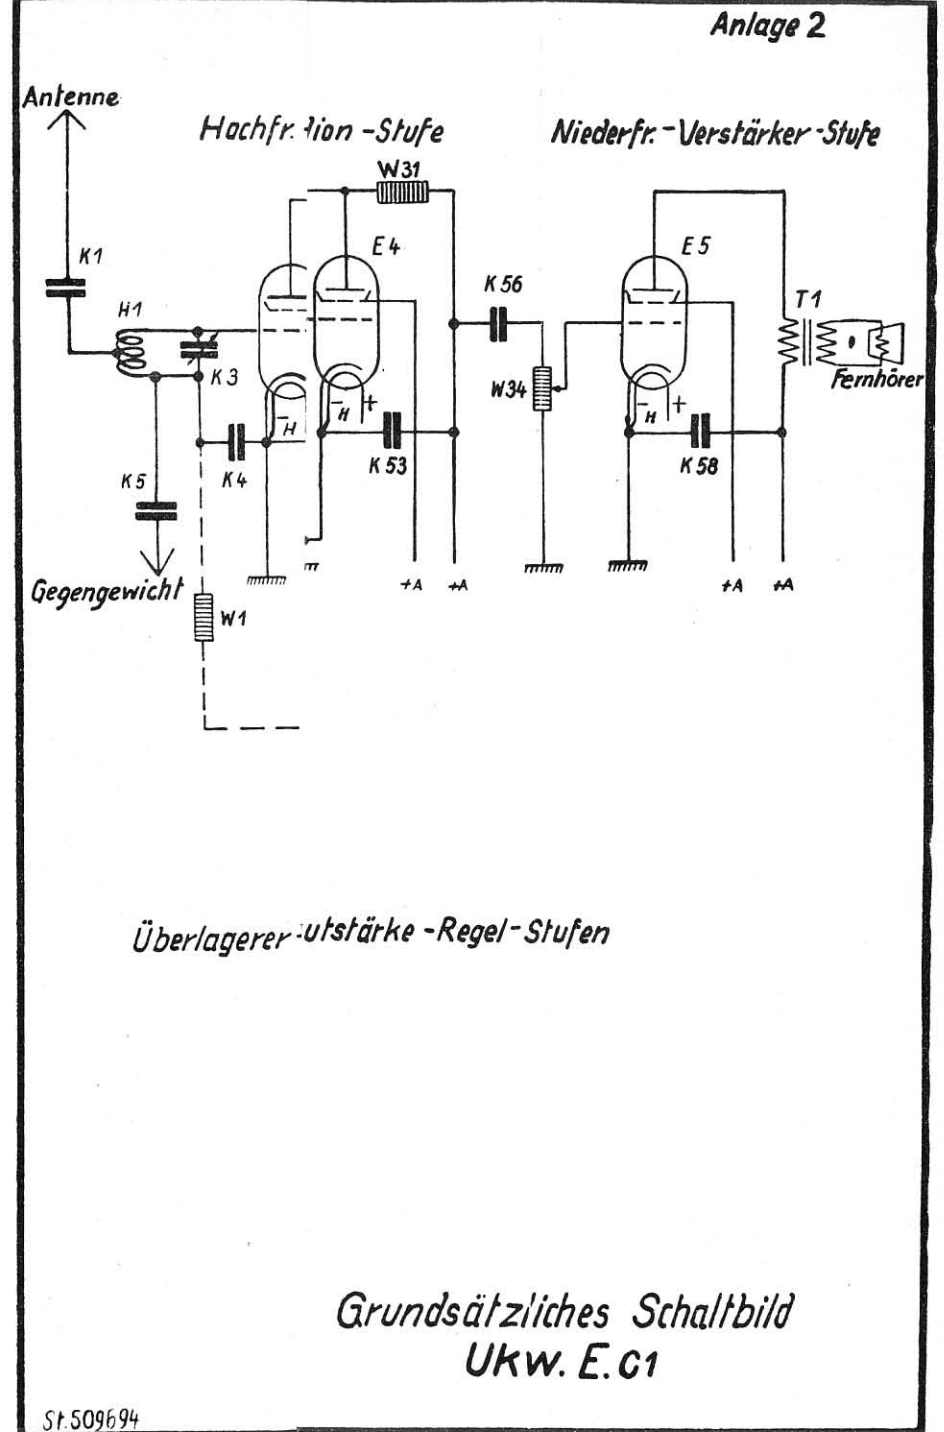 Anlage 2
Antenne
Hochfr. tion - Stufe
Niederfr. - Verstärker - Stufe
W31
K1
E4
K56
E5
H1
T1
K3
W34
Fernhörer
- H
- H +
- H +
K5
K4
K53
K58
Gegengewicht
+A
+A
+A
+A
W1
Überlagerer utstärke - Regel - Stufen
Grundsätzliches Schaltbild
Ukw. E. C1
St. 509694